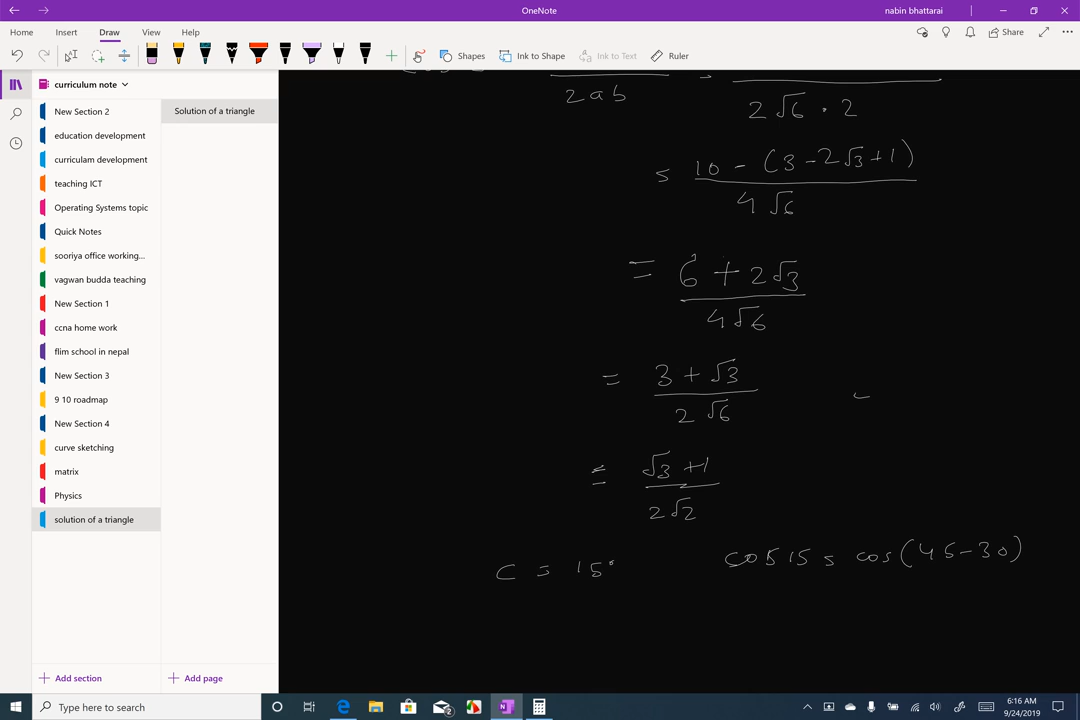 OneNote
nabin bhattarai
Home Insert Draw View Help
Share
Shapes Ink to Shape Ink to Text Ruler
curriculum note
New Section 2
education development
curriculam development
teaching ICT
Operating Systems topic
Quick Notes
sooriya office working...
vagwan budda teaching
New Section 1
ccna home work
flim school in nepal
New Section 3
9 10 roadmap
New Section 4
curve sketching
matrix
Physics
solution of a triangle
Add section
Solution of a triangle
Add page
2ab 2√6 · 2
= 10 - (3 - 2√3 + 1)
4√6
= 6 + 2√3
4√6
= 3 + √3
2√6
= √3 + 1
2√2
C = 15° cos15 = cos(45-30)
Type here to search
6:16 AM
9/24/2019